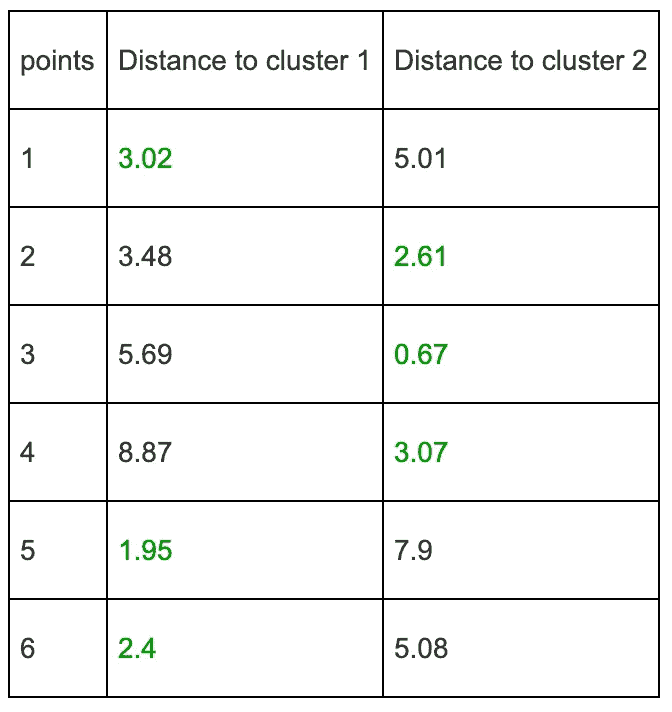 points Distance to cluster 1 Distance to cluster 2
1 3.02 5.01
2 3.48 2.61
3 5.69 0.67
4 8.87 3.07
5 1.95 7.9
6 2.4 5.08